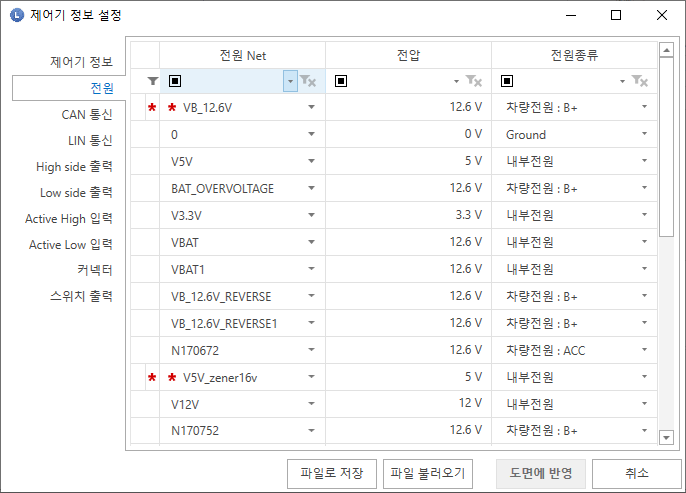 L 제어기 정보 설정
제어기 정보
전원
CAN 통신
LIN 통신
High side 출력
Low side 출력
Active High 입력
Active Low 입력
커넥터
스위치 출력
전원 Net 전압 전원종류
* * VB_12.6V 12.6 V 차량전원 : B+
0 0 V Ground
V5V 5 V 내부전원
BAT_OVERVOLTAGE 12.6 V 차량전원 : B+
V3.3V 3.3 V 내부전원
VBAT 12.6 V 내부전원
VBAT1 12.6 V 내부전원
VB_12.6V_REVERSE 12.6 V 차량전원 : B+
VB_12.6V_REVERSE1 12.6 V 차량전원 : B+
N170672 12.6 V 차량전원 : ACC
* * V5V_zener16v 5 V 내부전원
V12V 12 V 내부전원
N170752 12.6 V 차량전원 : B+
파일로 저장 파일 불러오기 도면에 반영 취소